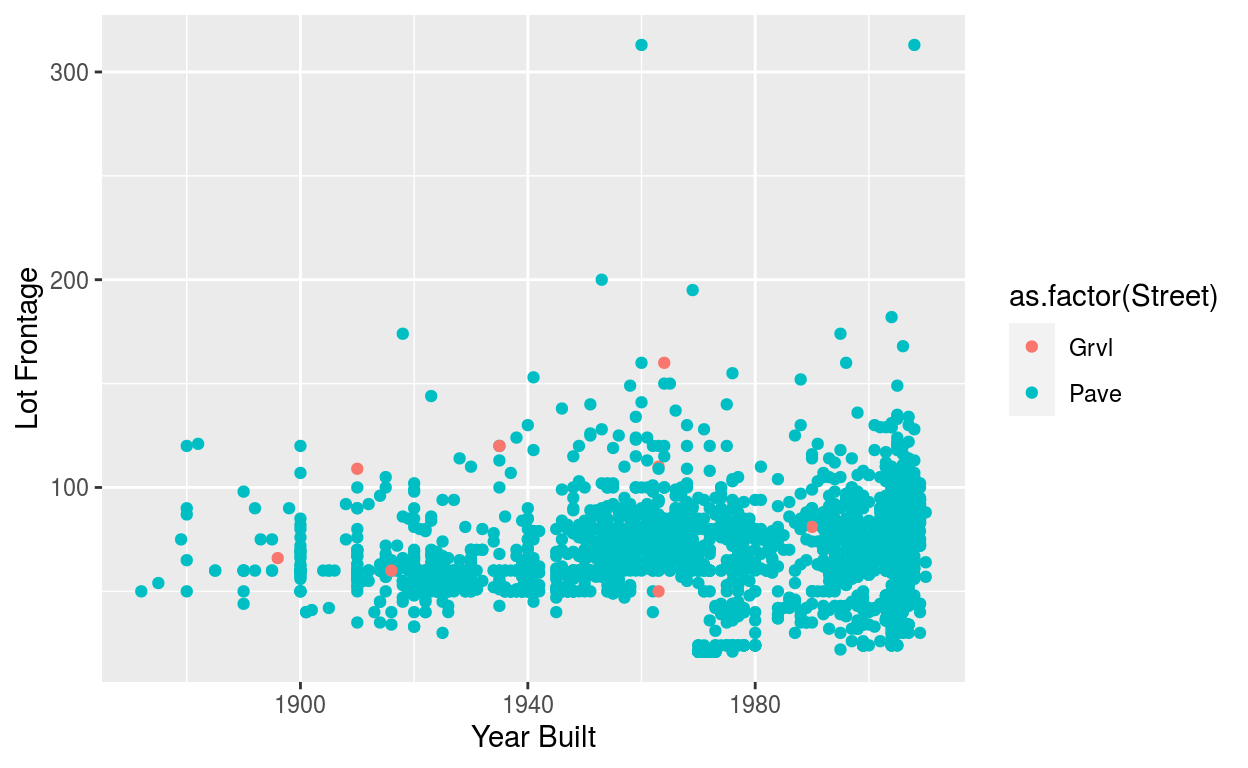 300
200
100
Lot Frontage
1900
1940
1980
Year Built
as.factor(Street)
Grvl
Pave